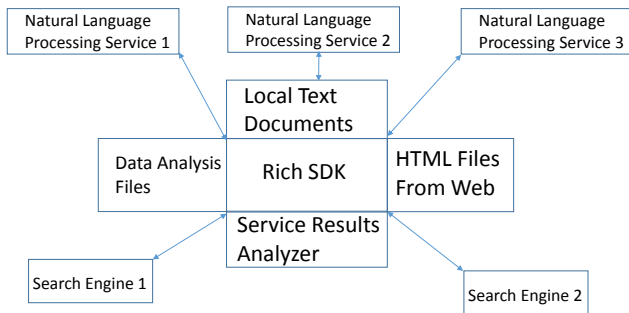 Natural Language
Processing Service 1
Natural Language
Processing Service 2
Natural Language
Processing Service 3
Local Text
Documents
Data Analysis
Files
Rich SDK
HTML Files
From Web
Service Results
Analyzer
Search Engine 1
Search Engine 2